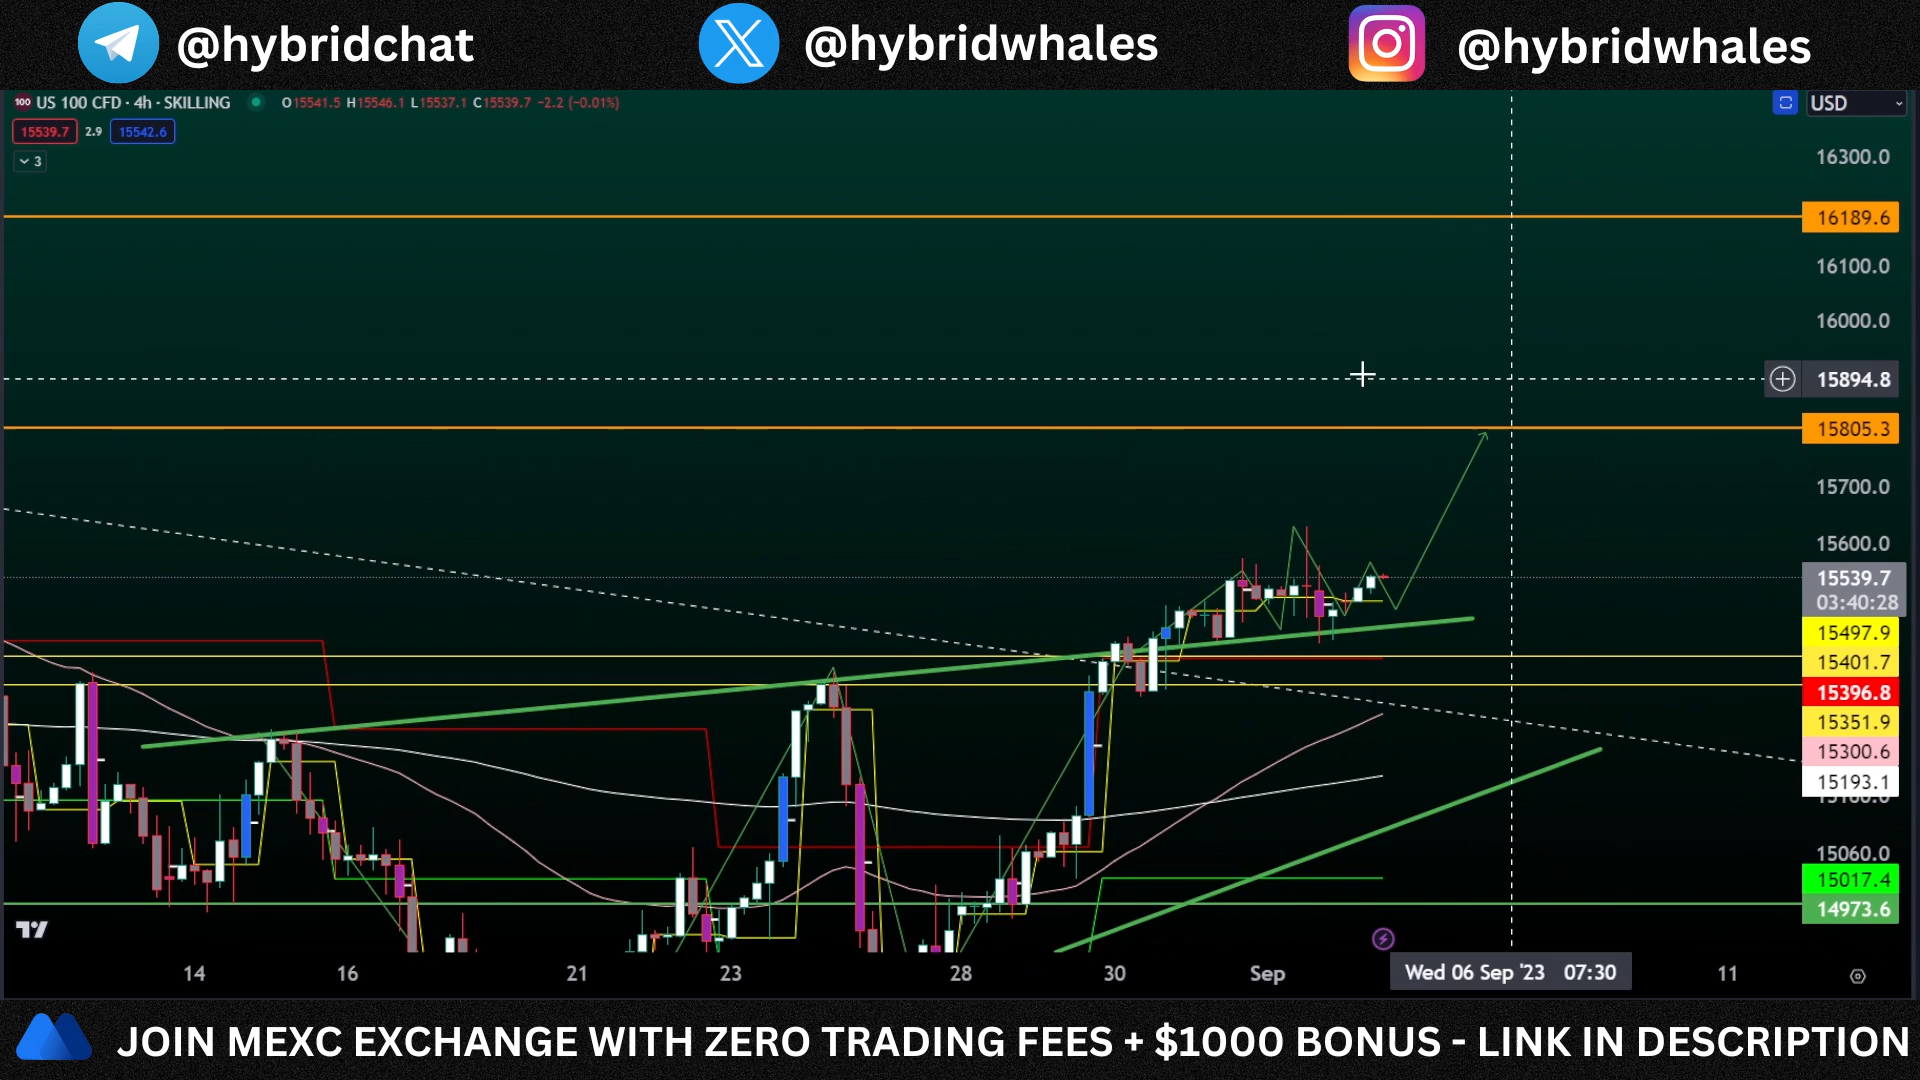 @hybridchat
@hybridwhales
@hybridwhales
100 US 100 CFD · 4h · SKILLING O15541.5 H15546.1 L15537.1 C15539.7 −2.2 (−0.01%)
USD
15539.7 2.9 15542.6
3
16300.0
16189.6
16100.0
16000.0
15894.8
15805.3
15700.0
15600.0
15539.7
03:40:28
15497.9
15401.7
15396.8
15351.9
15300.6
15193.1
15060.0
15017.4
14973.6
14 16 21 23 28 30 Sep Wed 06 Sep '23 07:30 11
JOIN MEXC EXCHANGE WITH ZERO TRADING FEES + $1000 BONUS - LINK IN DESCRIPTION